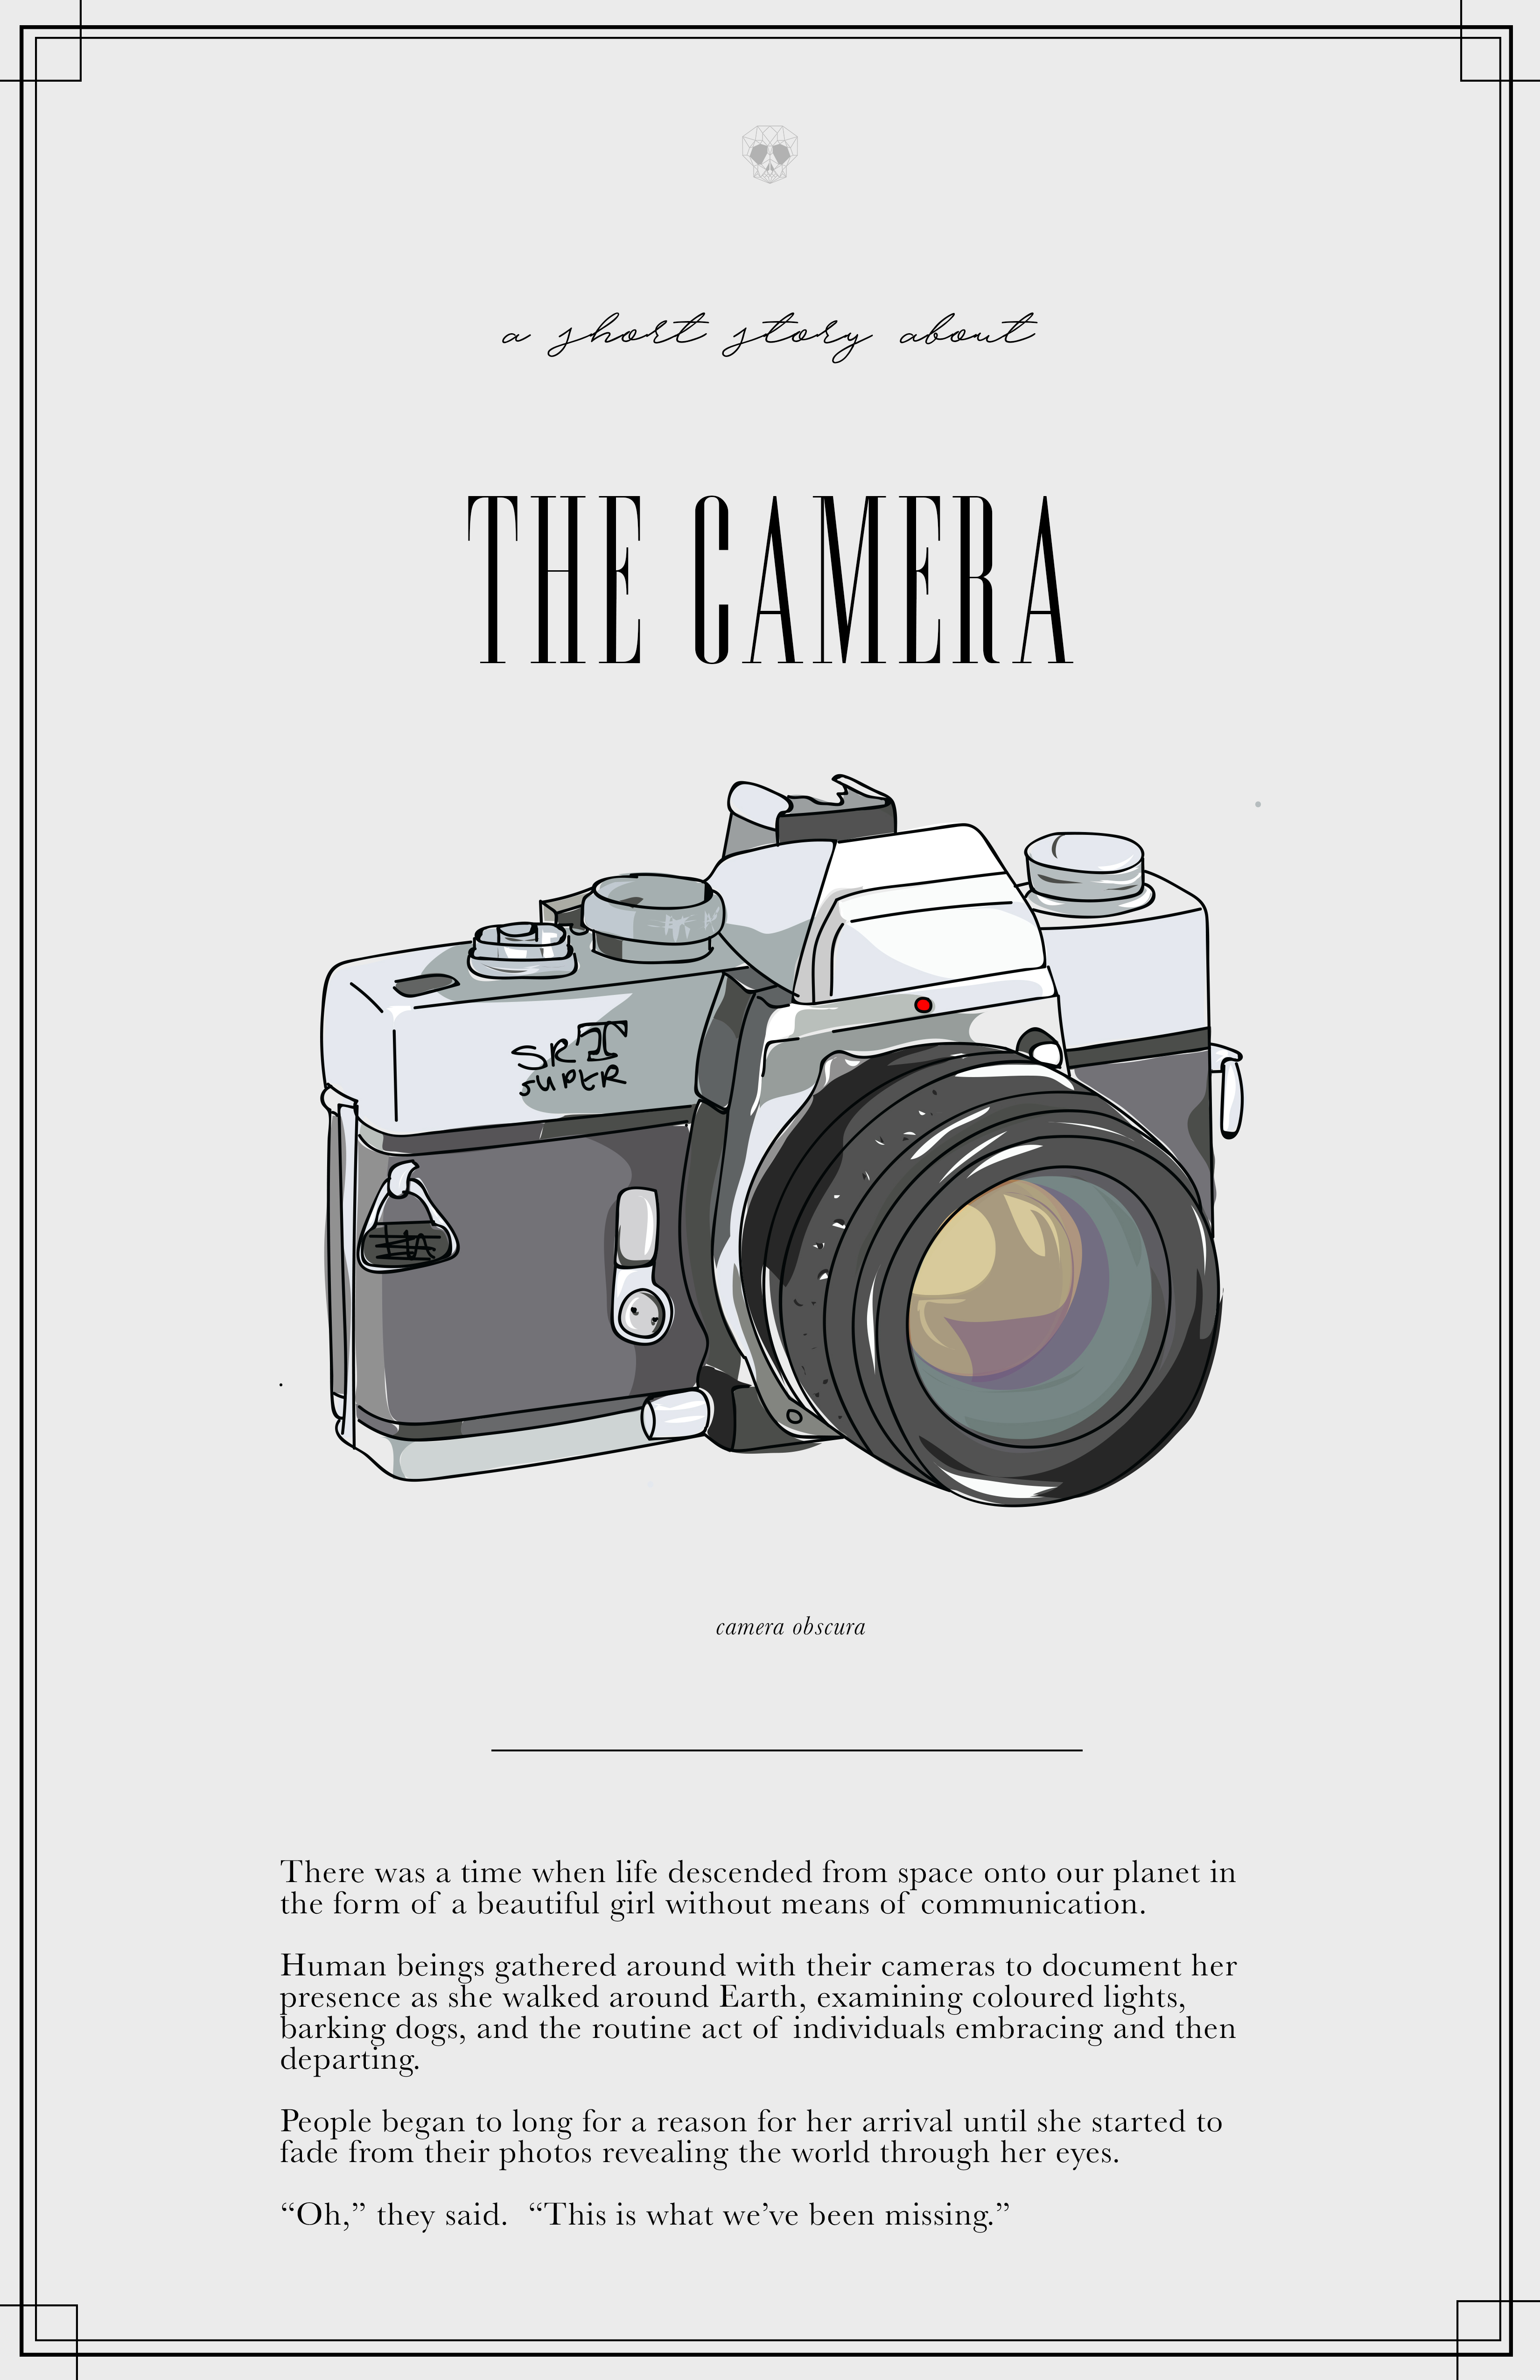 a short story about
THE CAMERA
SRT
SUPER
camera obscura
There was a time when life descended from space onto our planet in
the form of a beautiful girl without means of communication.
Human beings gathered around with their cameras to document her
presence as she walked around Earth, examining coloured lights,
barking dogs, and the routine act of individuals embracing and then
departing.
People began to long for a reason for her arrival until she started to
fade from their photos revealing the world through her eyes.
“Oh,” they said.  “This is what we’ve been missing.”